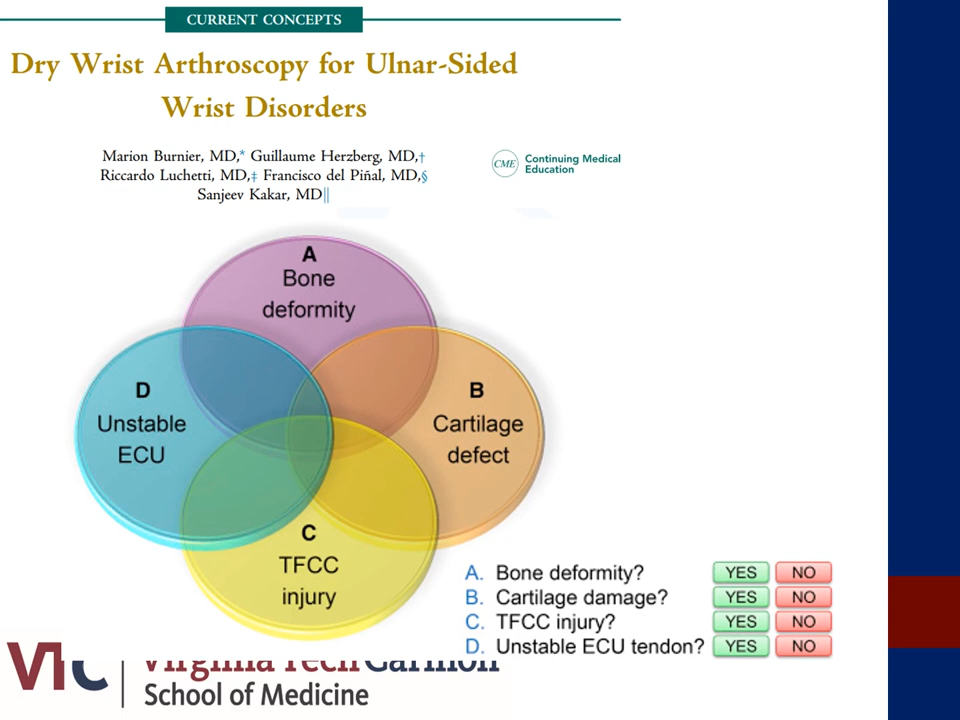 CURRENT CONCEPTS
Dry Wrist Arthroscopy for Ulnar-Sided
Wrist Disorders
Marion Burnier, MD,* Guillaume Herzberg, MD,†
Riccardo Luchetti, MD,‡ Francisco del Piñal, MD,§
Sanjeev Kakar, MD||
CME Continuing Medical
Education
A
Bone
deformity
D
Unstable
ECU
B
Cartilage
defect
C
TFCC
injury
A. Bone deformity? YES NO
B. Cartilage damage? YES NO
C. TFCC injury? YES NO
D. Unstable ECU tendon? YES NO
VTC
Virginia Tech Carilion
School of Medicine